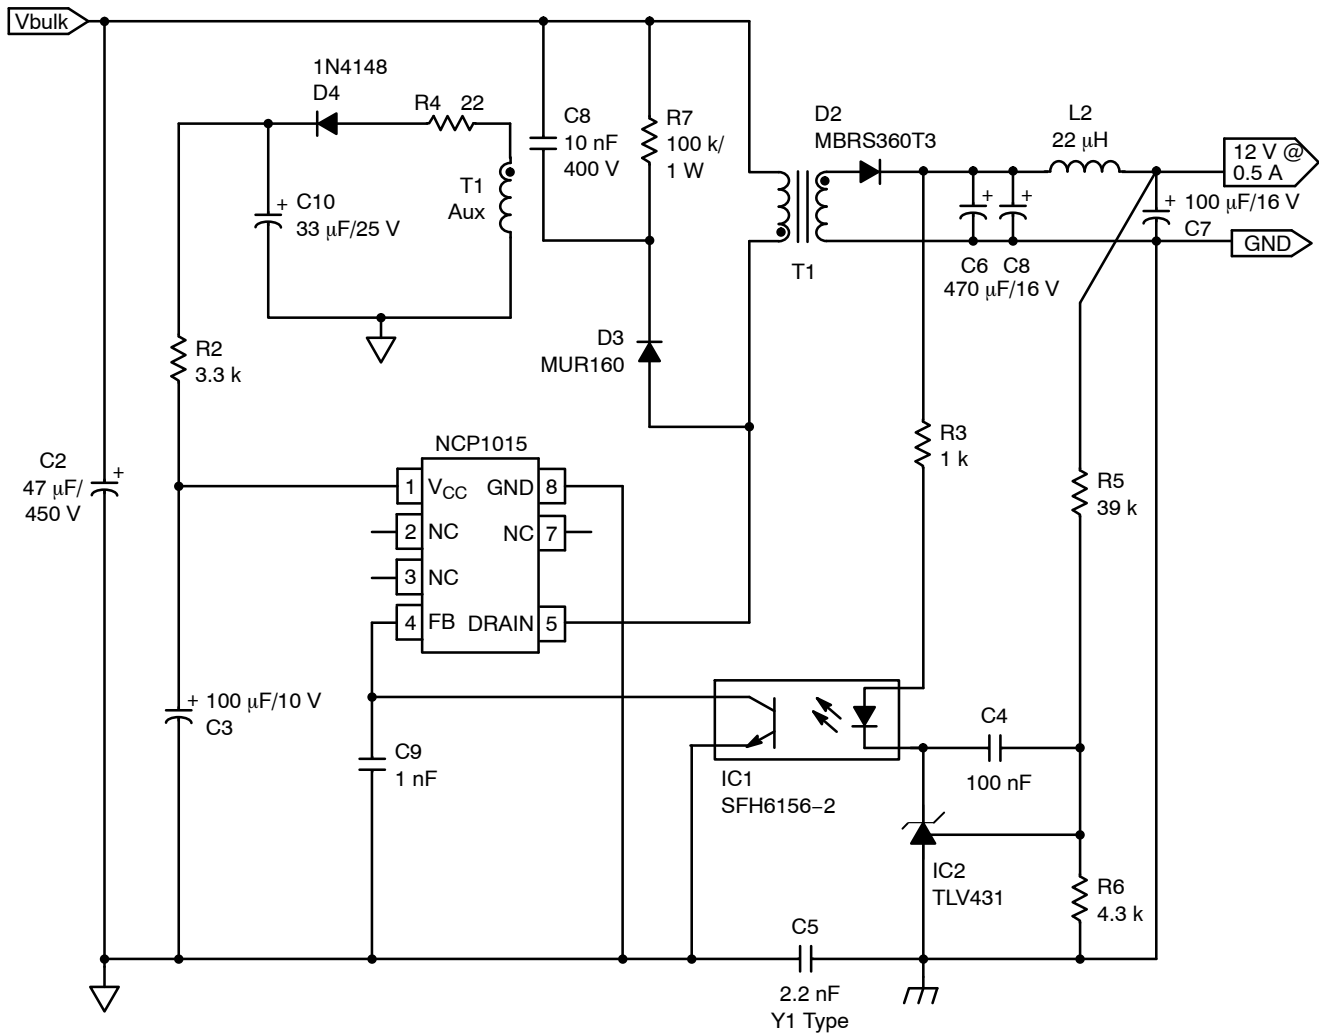 Vbulk
1N4148
D4
R4 22
C8
10 nF
400 V
R7
100 k/
1 W
D2
MBRS360T3
L2
22 μH
12 V @
0.5 A
T1
Aux
+ C10
33 μF/25 V
+
+
+ 100 μF/16 V
C7
GND
T1
C6 C8
470 μF/16 V
R2
3.3 k
D3
MUR160
NCP1015
R3
1 k
C2
47 μF/
450 V
+
R5
39 k
1 VCC GND 8
2 NC NC 7
3 NC
4 FB DRAIN 5
+ 100 μF/10 V
C3
C9
1 nF
IC1
SFH6156−2
C4
100 nF
IC2
TLV431
R6
4.3 k
C5
2.2 nF
Y1 Type